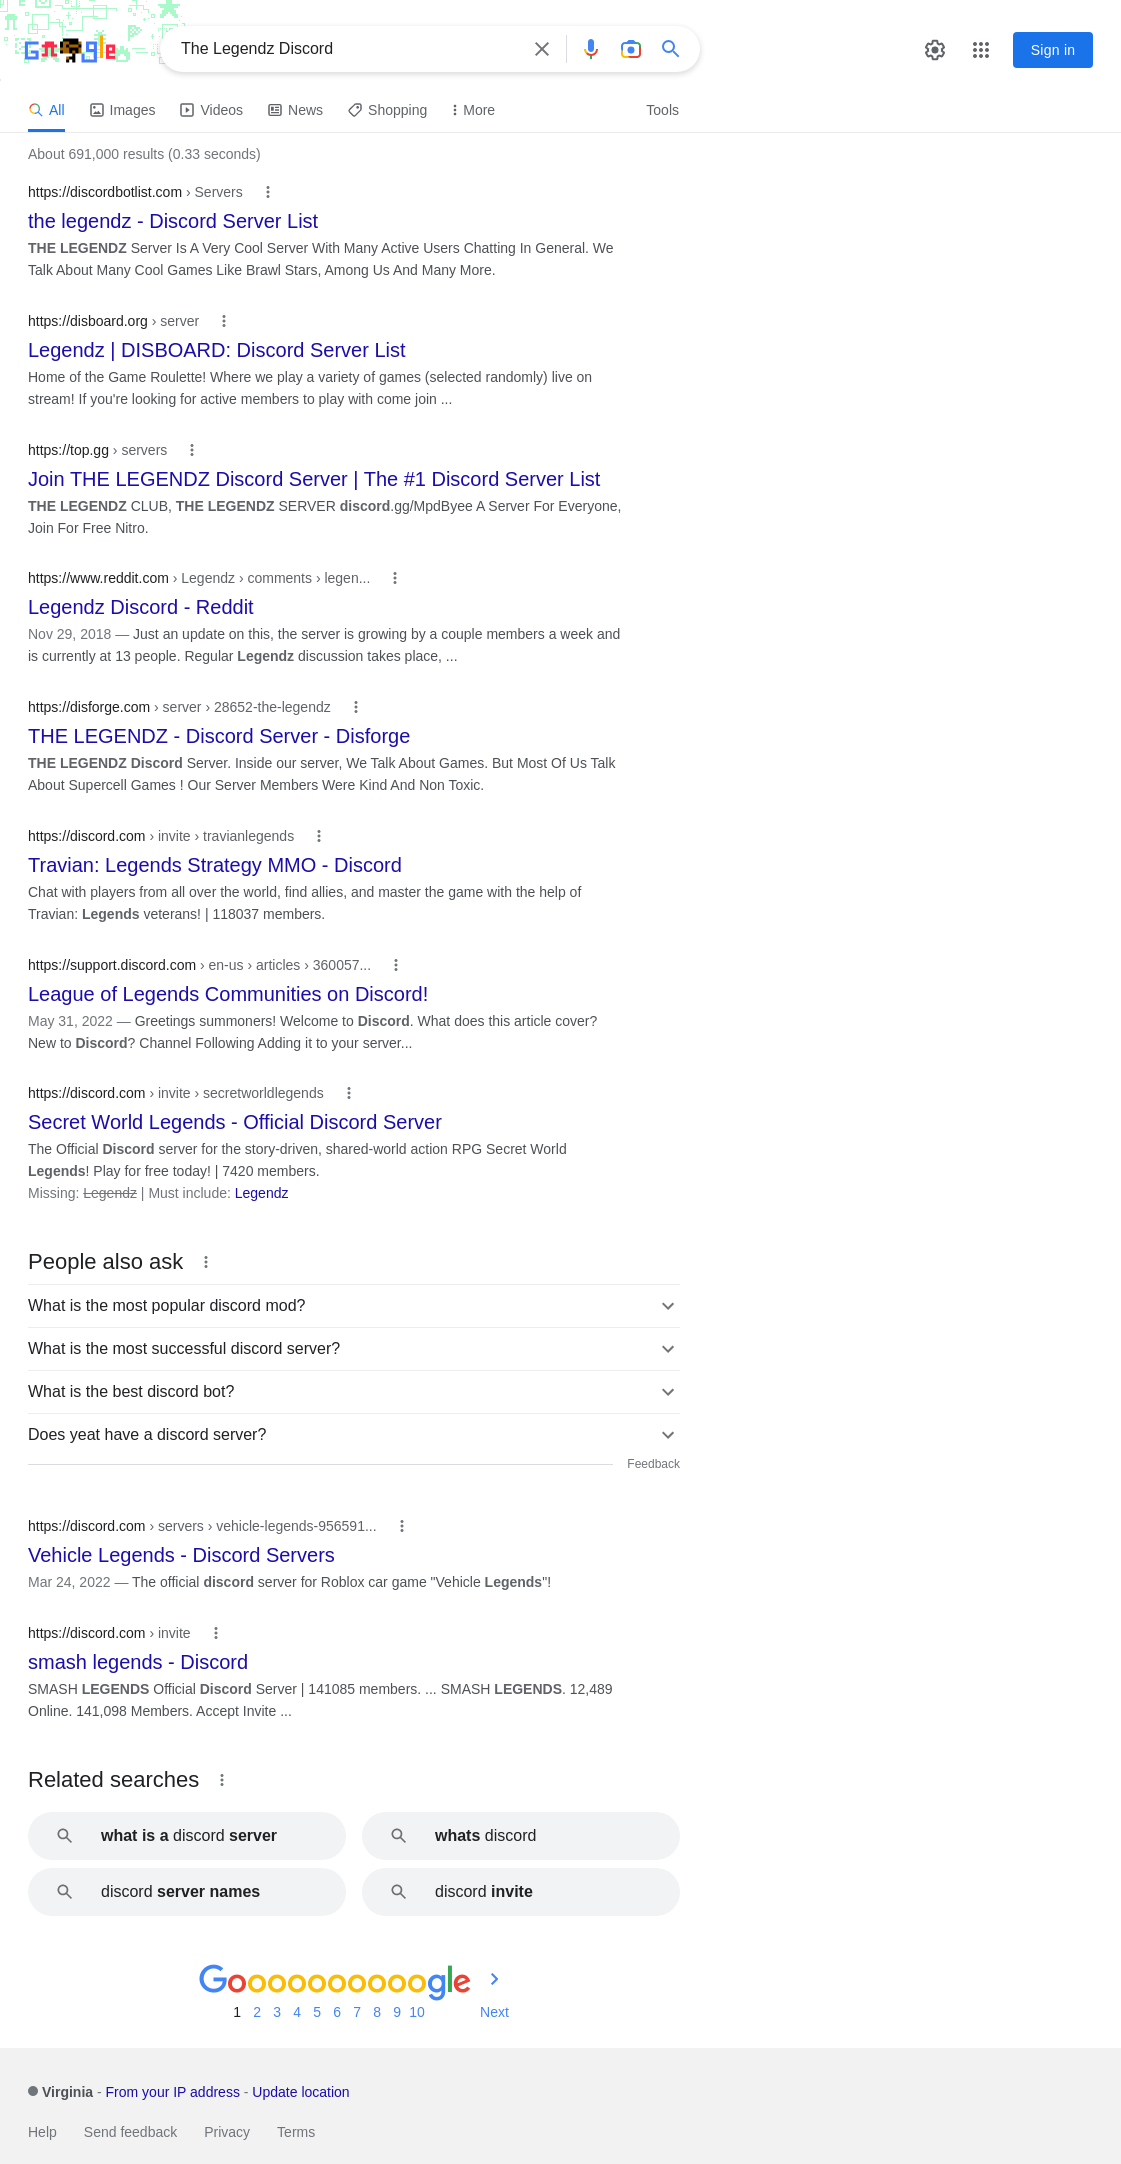 Google
The Legendz Discord
Sign in
All Images Videos News Shopping More Tools
About 691,000 results (0.33 seconds)
https://discordbotlist.com › Servers
the legendz - Discord Server List
THE LEGENDZ Server Is A Very Cool Server With Many Active Users Chatting In General. We
Talk About Many Cool Games Like Brawl Stars, Among Us And Many More.
https://disboard.org › server
Legendz | DISBOARD: Discord Server List
Home of the Game Roulette! Where we play a variety of games (selected randomly) live on
stream! If you're looking for active members to play with come join ...
https://top.gg › servers
Join THE LEGENDZ Discord Server | The #1 Discord Server List
THE LEGENDZ CLUB, THE LEGENDZ SERVER discord.gg/MpdByee A Server For Everyone,
Join For Free Nitro.
https://www.reddit.com › Legendz › comments › legen...
Legendz Discord - Reddit
Nov 29, 2018 — Just an update on this, the server is growing by a couple members a week and
is currently at 13 people. Regular Legendz discussion takes place, ...
https://disforge.com › server › 28652-the-legendz
THE LEGENDZ - Discord Server - Disforge
THE LEGENDZ Discord Server. Inside our server, We Talk About Games. But Most Of Us Talk
About Supercell Games ! Our Server Members Were Kind And Non Toxic.
https://discord.com › invite › travianlegends
Travian: Legends Strategy MMO - Discord
Chat with players from all over the world, find allies, and master the game with the help of
Travian: Legends veterans! | 118037 members.
https://support.discord.com › en-us › articles › 360057...
League of Legends Communities on Discord!
May 31, 2022 — Greetings summoners! Welcome to Discord. What does this article cover?
New to Discord? Channel Following Adding it to your server...
https://discord.com › invite › secretworldlegends
Secret World Legends - Official Discord Server
The Official Discord server for the story-driven, shared-world action RPG Secret World
Legends! Play for free today! | 7420 members.
Missing: Legendz | Must include: Legendz
People also ask
What is the most popular discord mod?
What is the most successful discord server?
What is the best discord bot?
Does yeat have a discord server?
Feedback
https://discord.com › servers › vehicle-legends-956591...
Vehicle Legends - Discord Servers
Mar 24, 2022 — The official discord server for Roblox car game "Vehicle Legends"!
https://discord.com › invite
smash legends - Discord
SMASH LEGENDS Official Discord Server | 141085 members. ... SMASH LEGENDS. 12,489
Online. 141,098 Members. Accept Invite ...
Related searches
what is a discord server whats discord
discord server names discord invite
Goooooooooogle
1 2 3 4 5 6 7 8 9 10 Next
Virginia - From your IP address - Update location
Help Send feedback Privacy Terms